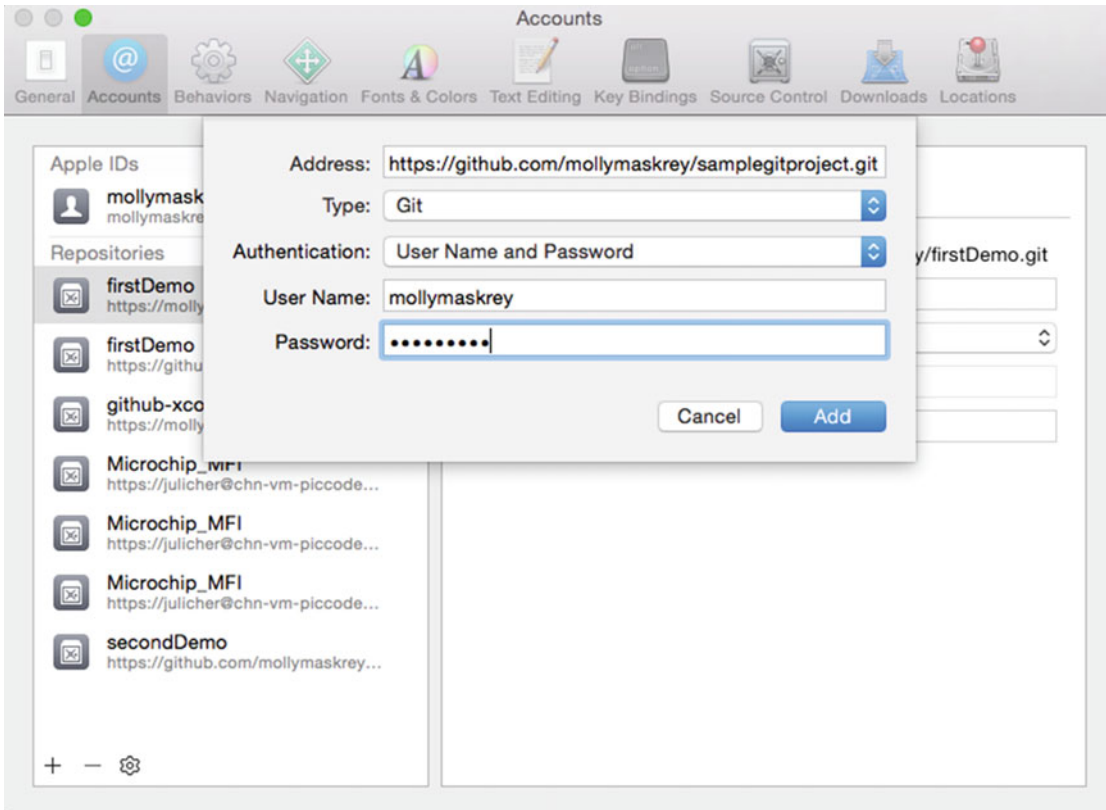 Accounts
General Accounts Behaviors Navigation Fonts & Colors Text Editing Key Bindings Source Control Downloads Locations
Address: https://github.com/mollymaskrey/samplegitproject.git
Type: Git
Authentication: User Name and Password
User Name: mollymaskrey
Password: •••••••••
Cancel Add
Apple IDs
mollymask
mollymaskre
Repositories
firstDemo
https://molly
firstDemo
https://githu
github-xco
https://molly
Microchip_MFI
https://julicher@chn-vm-piccode...
Microchip_MFI
https://julicher@chn-vm-piccode...
Microchip_MFI
https://julicher@chn-vm-piccode...
secondDemo
https://github.com/mollymaskrey...
y/firstDemo.git